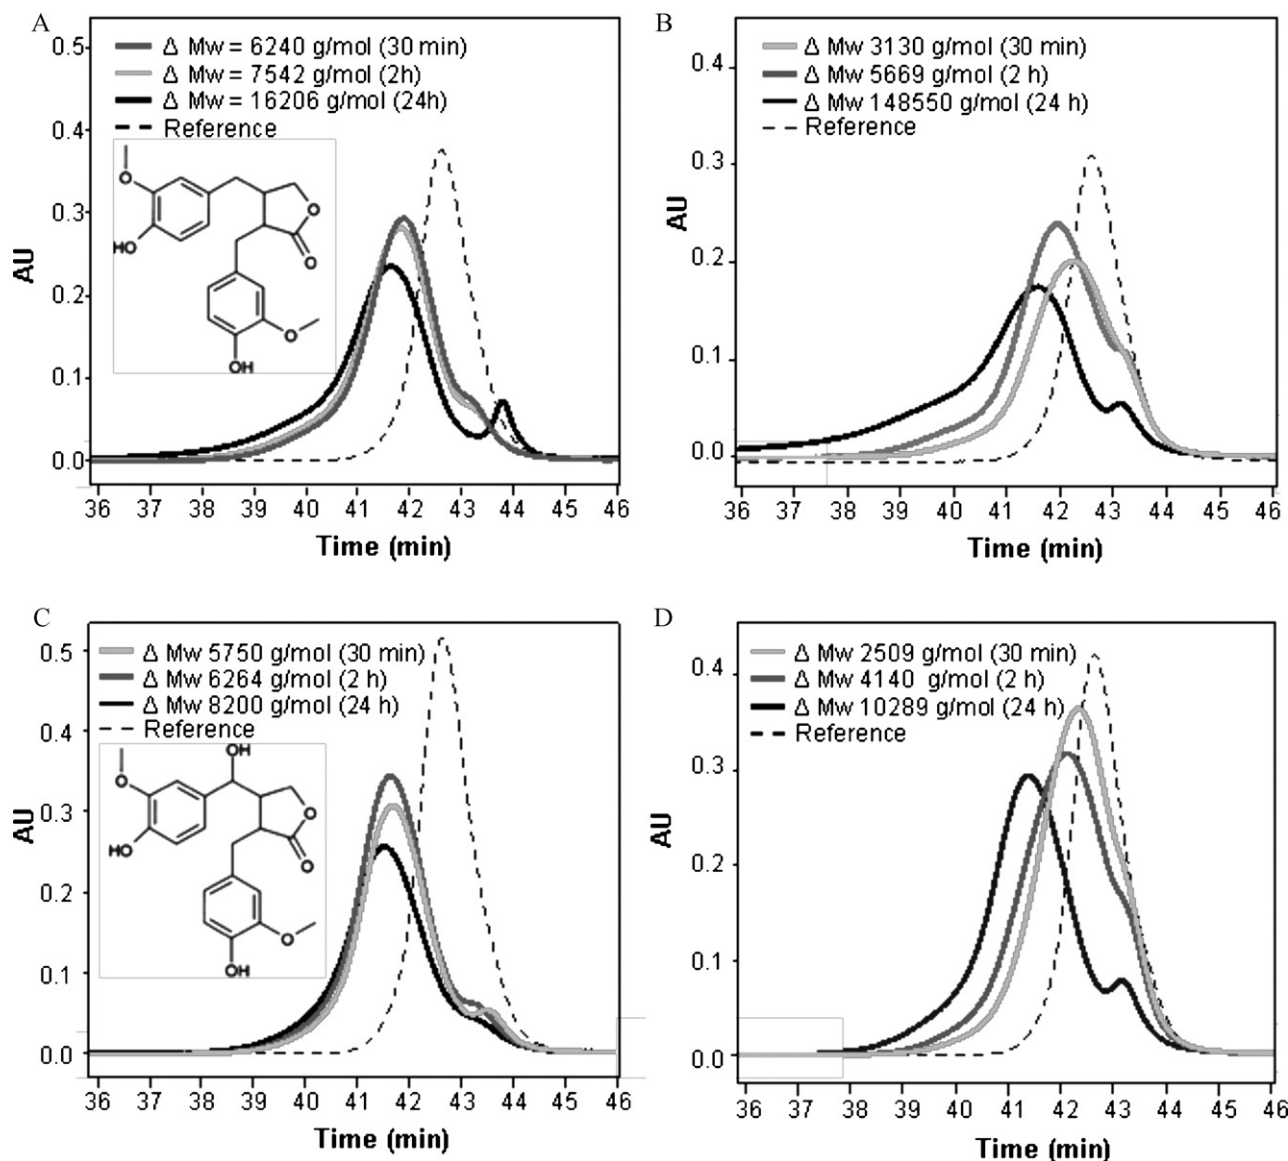 A
Δ Mw = 6240 g/mol (30 min)
Δ Mw = 7542 g/mol (2h)
Δ Mw = 16206 g/mol (24h)
Reference
O
HO
O
O
O
OH
0.5
0.4
0.3
0.2
0.1
0.0
AU
36 37 38 39 40 41 42 43 44 45 46
Time (min)
B
Δ Mw 3130 g/mol (30 min)
Δ Mw 5669 g/mol (2 h)
Δ Mw 148550 g/mol (24 h)
Reference
0.4
0.3
0.2
0.1
0.0
AU
36 37 38 39 40 41 42 43 44 45 46
Time (min)
C
Δ Mw 5750 g/mol (30 min)
Δ Mw 6264 g/mol (2 h)
Δ Mw 8200 g/mol (24 h)
Reference
OH
O
HO
O
O
O
OH
0.5
0.4
0.3
0.2
0.1
0.0
AU
36 37 38 39 40 41 42 43 44 45 46
Time (min)
D
Δ Mw 2509 g/mol (30 min)
Δ Mw 4140 g/mol (2 h)
Δ Mw 10289 g/mol (24 h)
Reference
0.4
0.3
0.2
0.1
0.0
AU
36 37 38 39 40 41 42 43 44 45 46
Time (min)